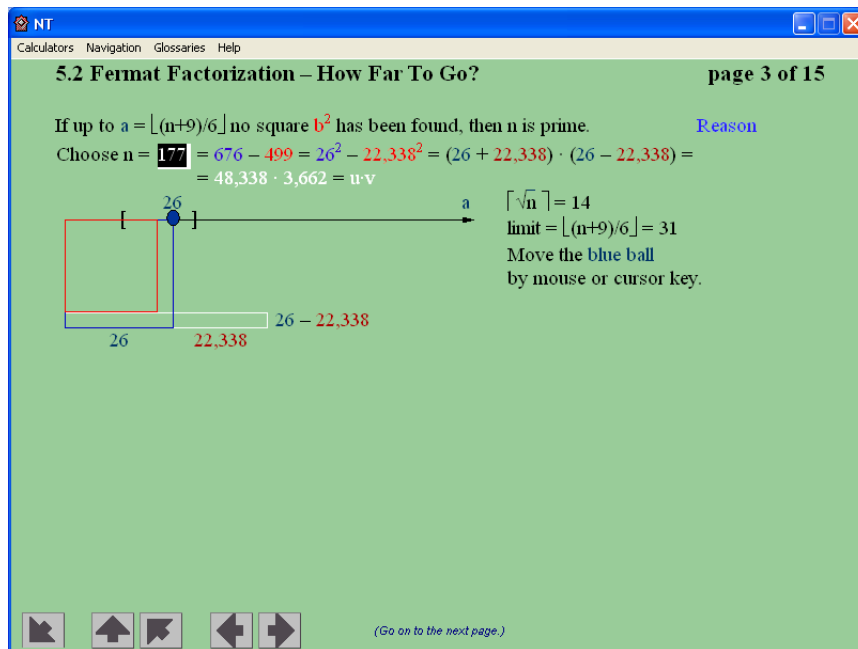 NT
Calculators Navigation Glossaries Help
5.2 Fermat Factorization – How Far To Go? page 3 of 15
If up to a = ⌊(n+9)/6⌋ no square b² has been found, then n is prime. Reason
Choose n = 177 = 676 – 499 = 26² – 22,338² = (26 + 22,338) · (26 – 22,338) =
= 48,338 · 3,662 = u·v
26 a ⌈√n⌉ = 14
[ ] limit = ⌊(n+9)/6⌋ = 31
Move the blue ball
by mouse or cursor key.
26 – 22,338
26 22,338
(Go on to the next page.)